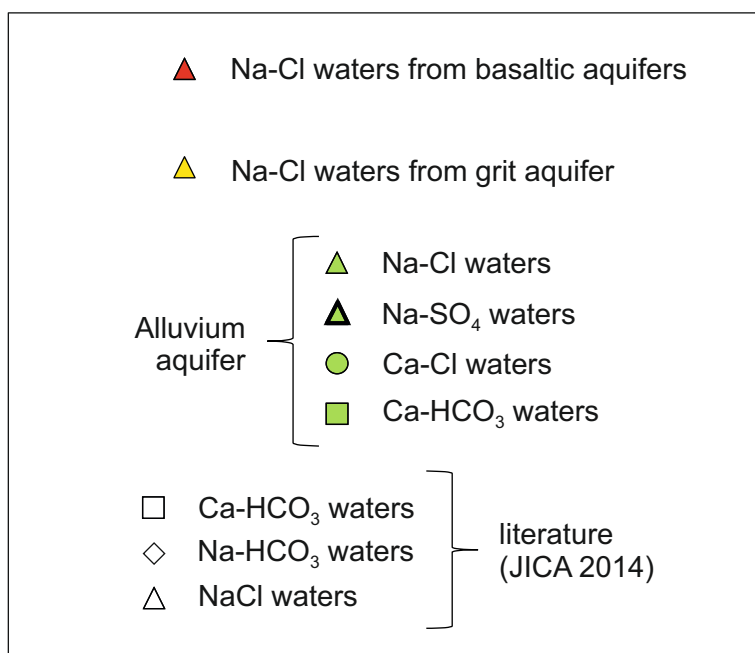 Na-Cl waters from basaltic aquifers
Na-Cl waters from grit aquifer
Alluvium
aquifer
Na-Cl waters
Na-SO₄ waters
Ca-Cl waters
Ca-HCO₃ waters
Ca-HCO₃ waters
Na-HCO₃ waters
NaCl waters
literature
(JICA 2014)